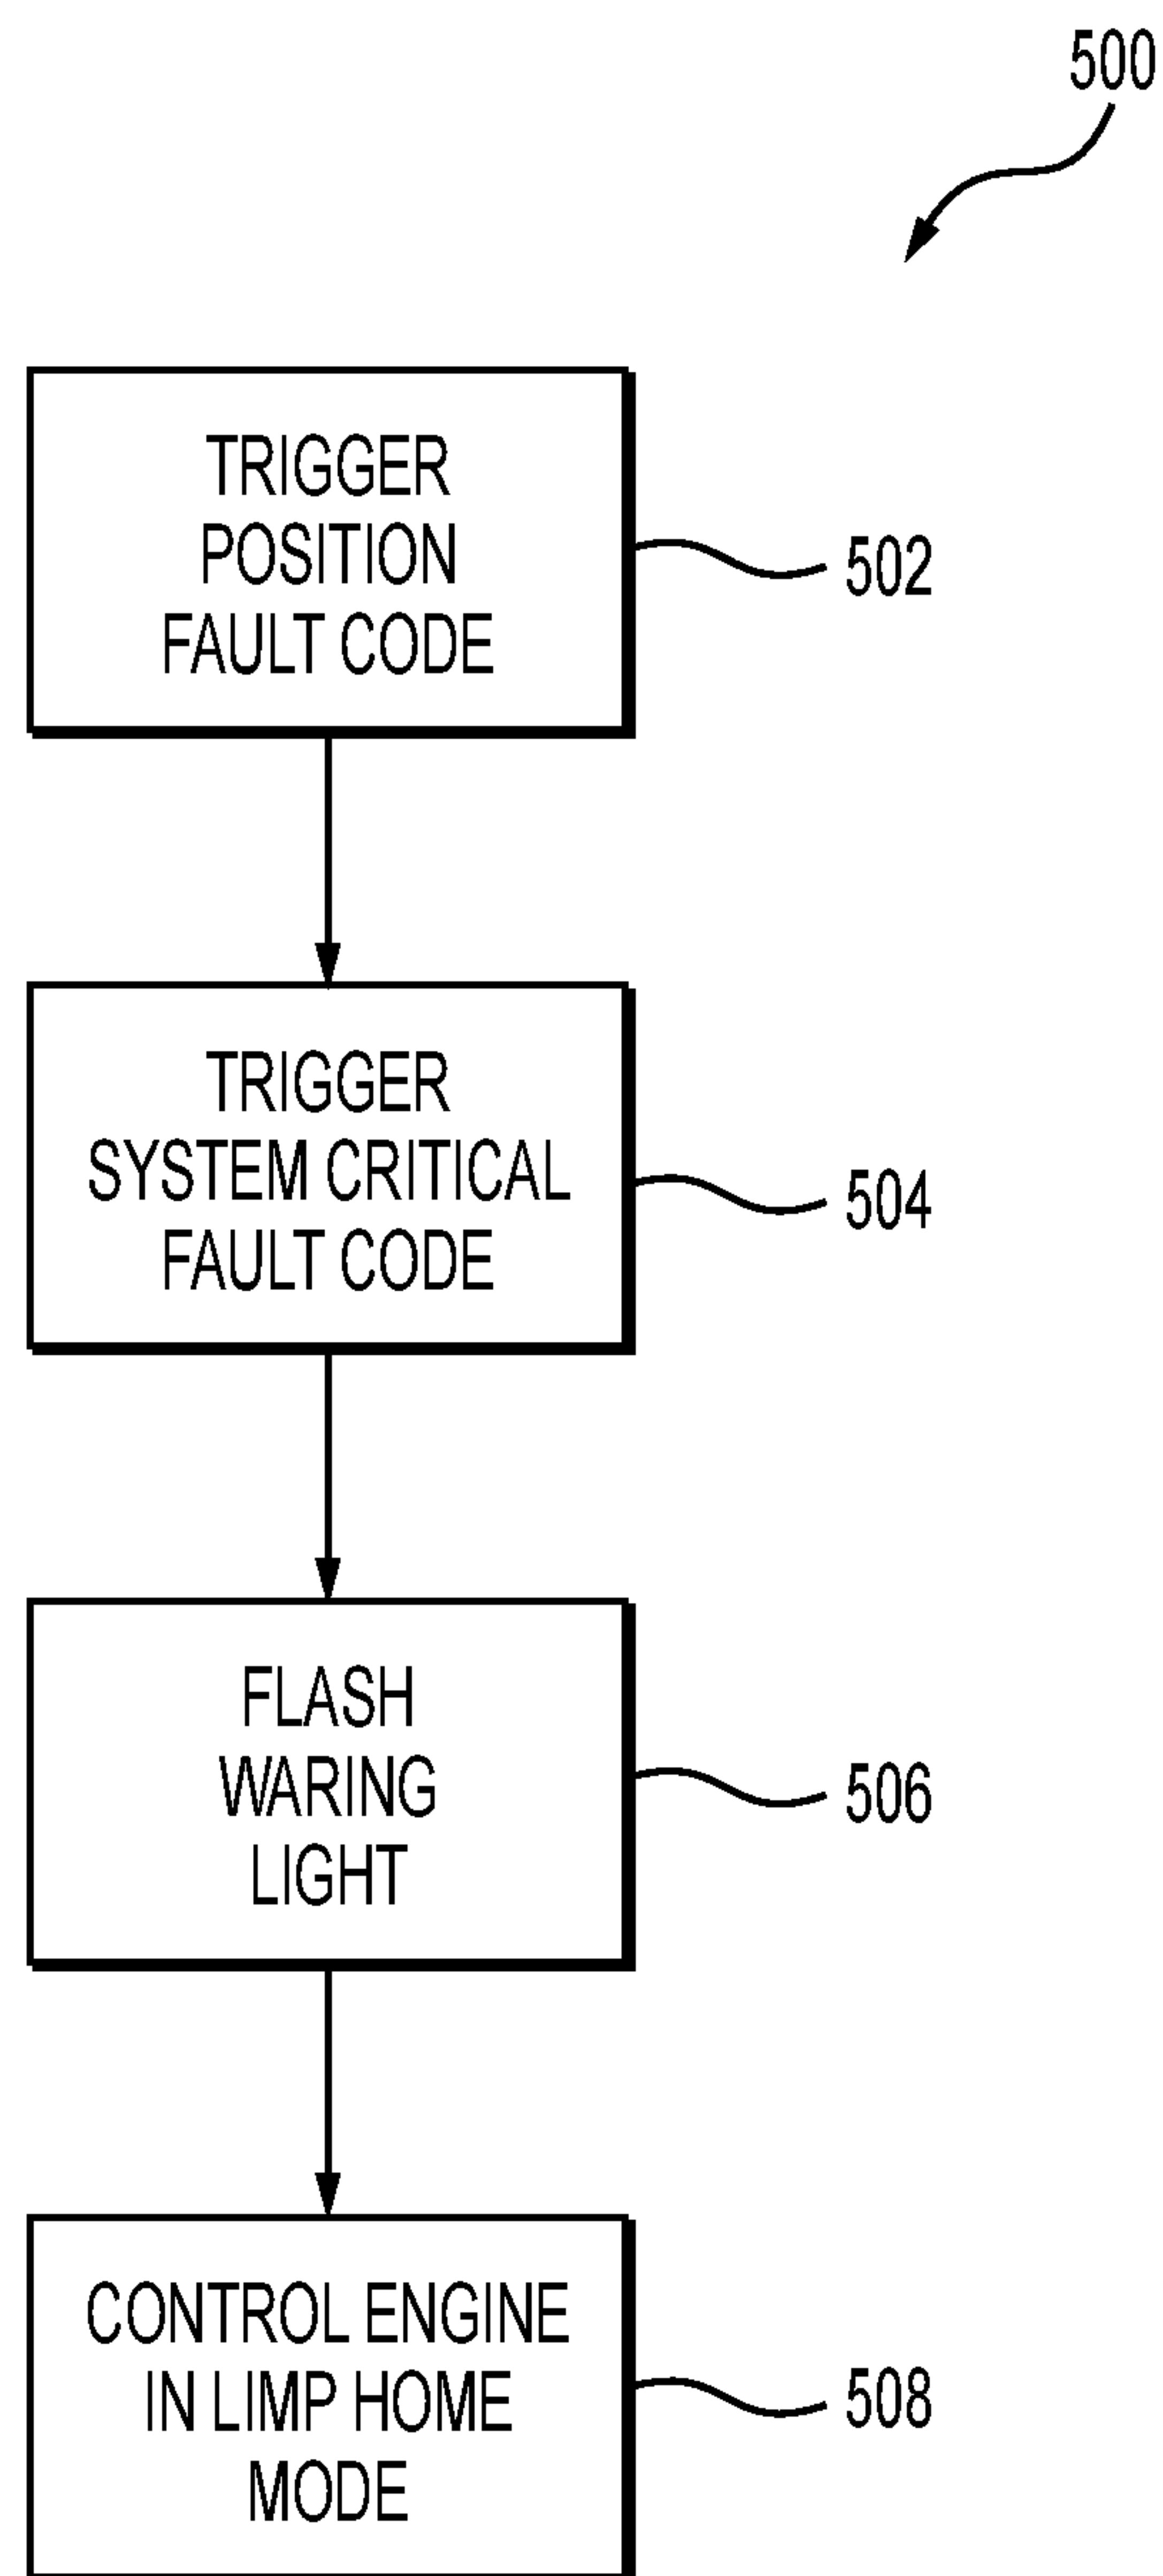 500
TRIGGER
POSITION
FAULT CODE
502
TRIGGER
SYSTEM CRITICAL
FAULT CODE
504
FLASH
WARING
LIGHT
506
CONTROL ENGINE
IN LIMP HOME
MODE
508